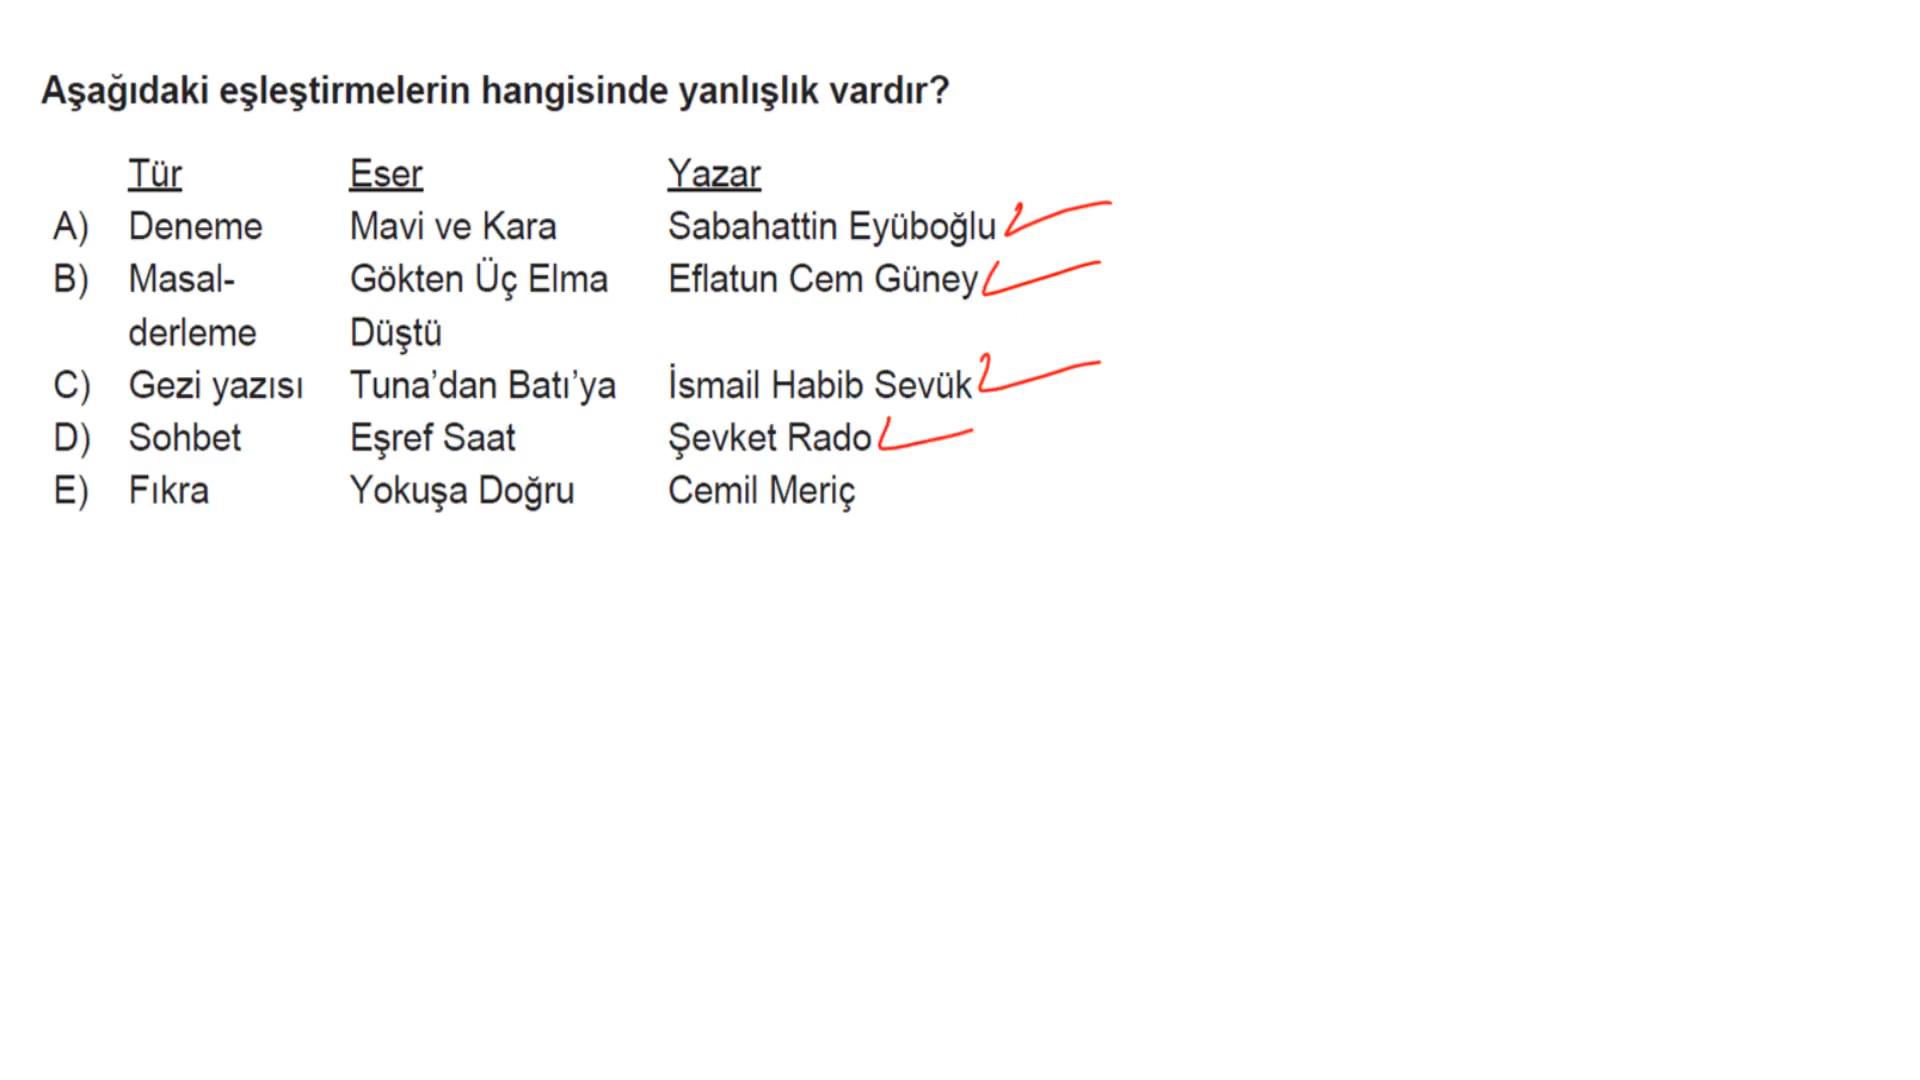 Aşağıdaki eşleştirmelerin hangisinde yanlışlık vardır?
Tür Eser Yazar
A) Deneme Mavi ve Kara Sabahattin Eyüboğlu
B) Masal- Gökten Üç Elma Eflatun Cem Güney
derleme Düştü
C) Gezi yazısı Tuna’dan Batı’ya İsmail Habib Sevük
D) Sohbet Eşref Saat Şevket Rado
E) Fıkra Yokuşa Doğru Cemil Meriç